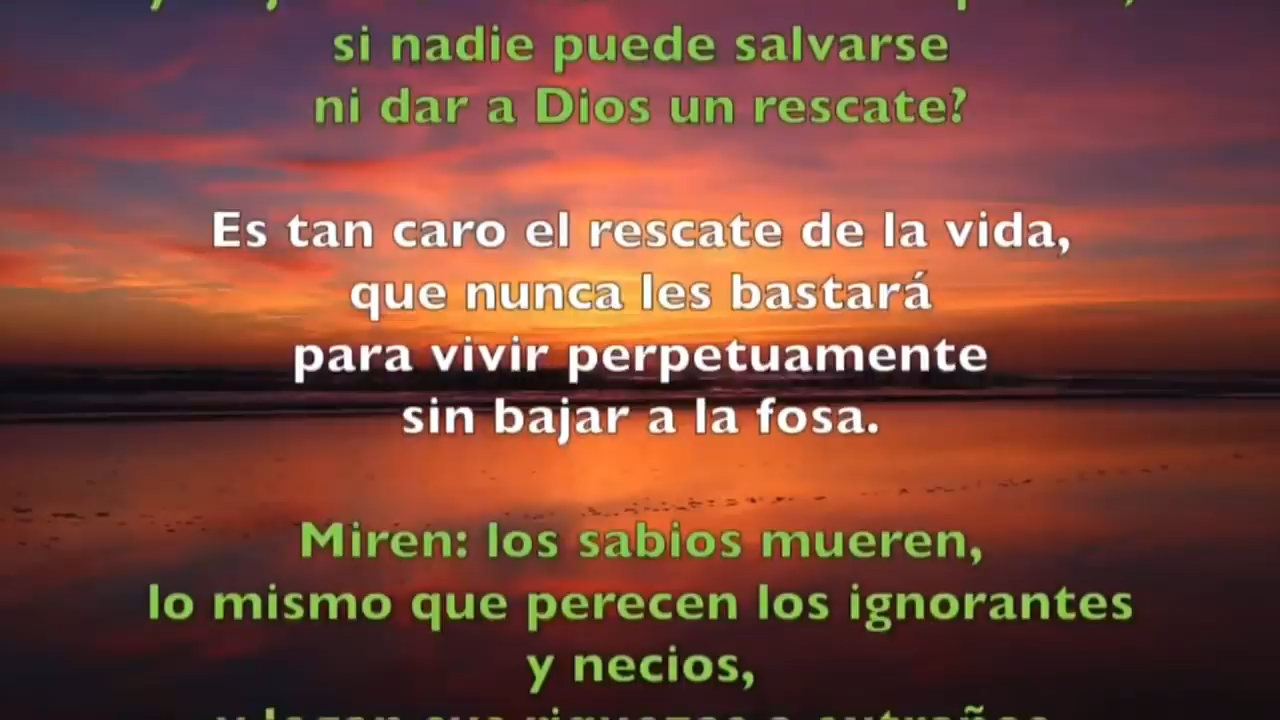 si nadie puede salvarse
ni dar a Dios un rescate?
Es tan caro el rescate de la vida,
que nunca les bastará
para vivir perpetuamente
sin bajar a la fosa.
Miren: los sabios mueren,
lo mismo que perecen los ignorantes
y necios,